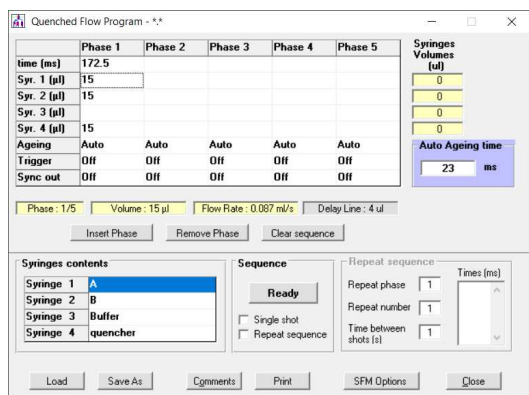 Quenched Flow Program - *.*
Phase 1 Phase 2 Phase 3 Phase 4 Phase 5
time (ms) 172.5
Syr. 1 (µl) 15
Syr. 2 (µl) 15
Syr. 3 (µl)
Syr. 4 (µl) 15
Ageing Auto Auto Auto Auto Auto
Trigger Off Off Off Off Off
Sync out Off Off Off Off Off
Syringes
Volumes
(ul)
0
0
0
0
Auto Ageing time
23 ms
Phase : 1/5 Volume : 15 µl Flow Rate : 0.087 ml/s Delay Line : 4 ul
Insert Phase Remove Phase Clear sequence
Syringes contents
Syringe 1 A
Syringe 2 B
Syringe 3 Buffer
Syringe 4 quencher
Sequence
Ready
Single shot
Repeat sequence
Repeat sequence
Repeat phase 1
Repeat number 1
Time between
shots (s) 1
Times (ms)
Load Save As Comments Print SFM Options Close